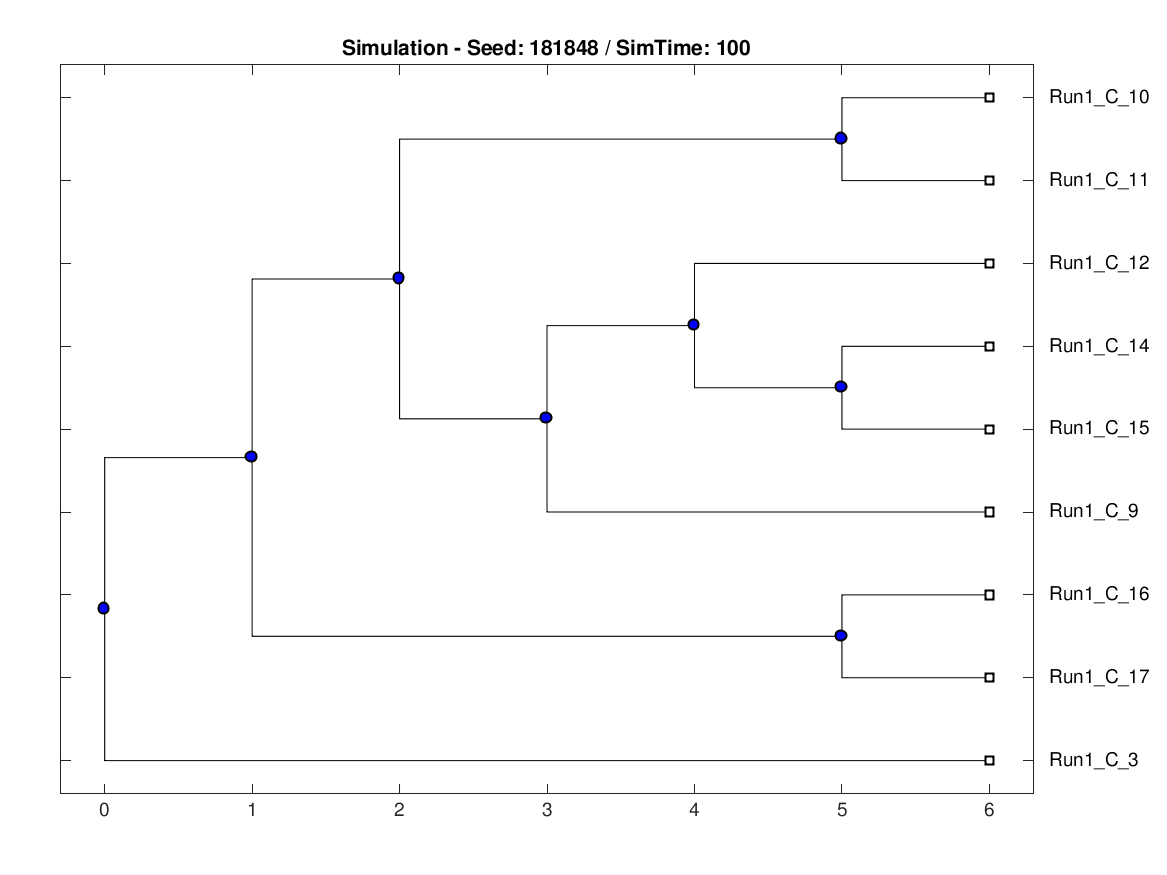 Simulation - Seed: 181848 / SimTime: 100
Run1_C_10
Run1_C_11
Run1_C_12
Run1_C_14
Run1_C_15
Run1_C_9
Run1_C_16
Run1_C_17
Run1_C_3
0 1 2 3 4 5 6